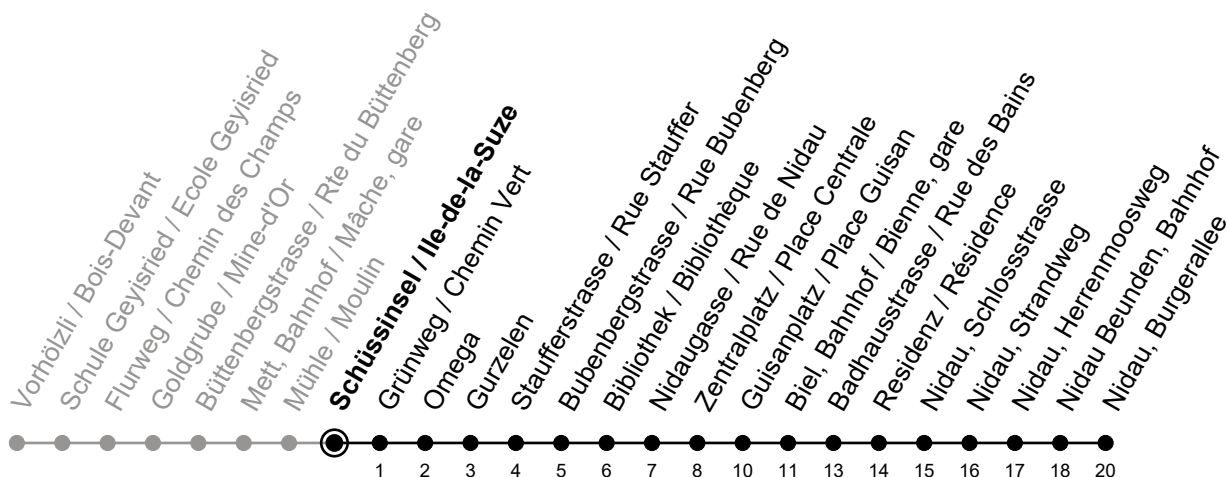 Vorhölzli / Bois-Devant
Schule Geyisried / Ecole Geyisried
Flurweg / Chemin des Champs
Goldgrube / Mine-d'Or
Büttenbergstrasse / Rte du Büttenberg
Mett, Bahnhof / Mâche, gare
Mühle / Moulin
Schüssinsel / Ile-de-la-Suze
Grünweg / Chemin Vert
Omega
Gurzelen
Staufferstrasse / Rue Stauffer
Bubenbergstrasse / Rue Bubenberg
Bibliothek / Bibliothèque
Nidaugasse / Rue de Nidau
Zentralplatz / Place Centrale
Guisanplatz / Place Guisan
Biel, Bahnhof / Bienne, gare
Badhausstrasse / Rue des Bains
Residenz / Résidence
Nidau, Schlossstrasse
Nidau, Strandweg
Nidau, Herrenmoosweg
Nidau Beunden, Bahnhof
Nidau, Burgerallee
1 2 3 4 5 6 7 8 10 11 13 14 15 16 17 18 20